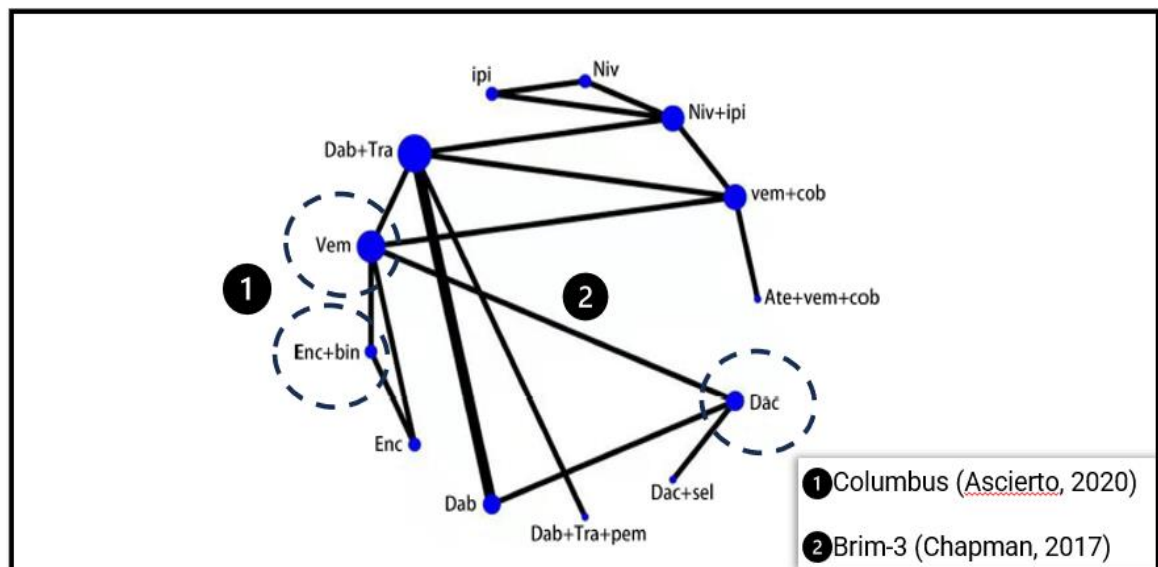 ipi
Niv
Niv+ipi
Dab+Tra
vem+cob
Vem
1
2
Ate+vem+cob
Enc+bin
Dac
Enc
Dac+sel
Dab
Dab+Tra+pem
1 Columbus (Ascierto, 2020)
2 Brim-3 (Chapman, 2017)